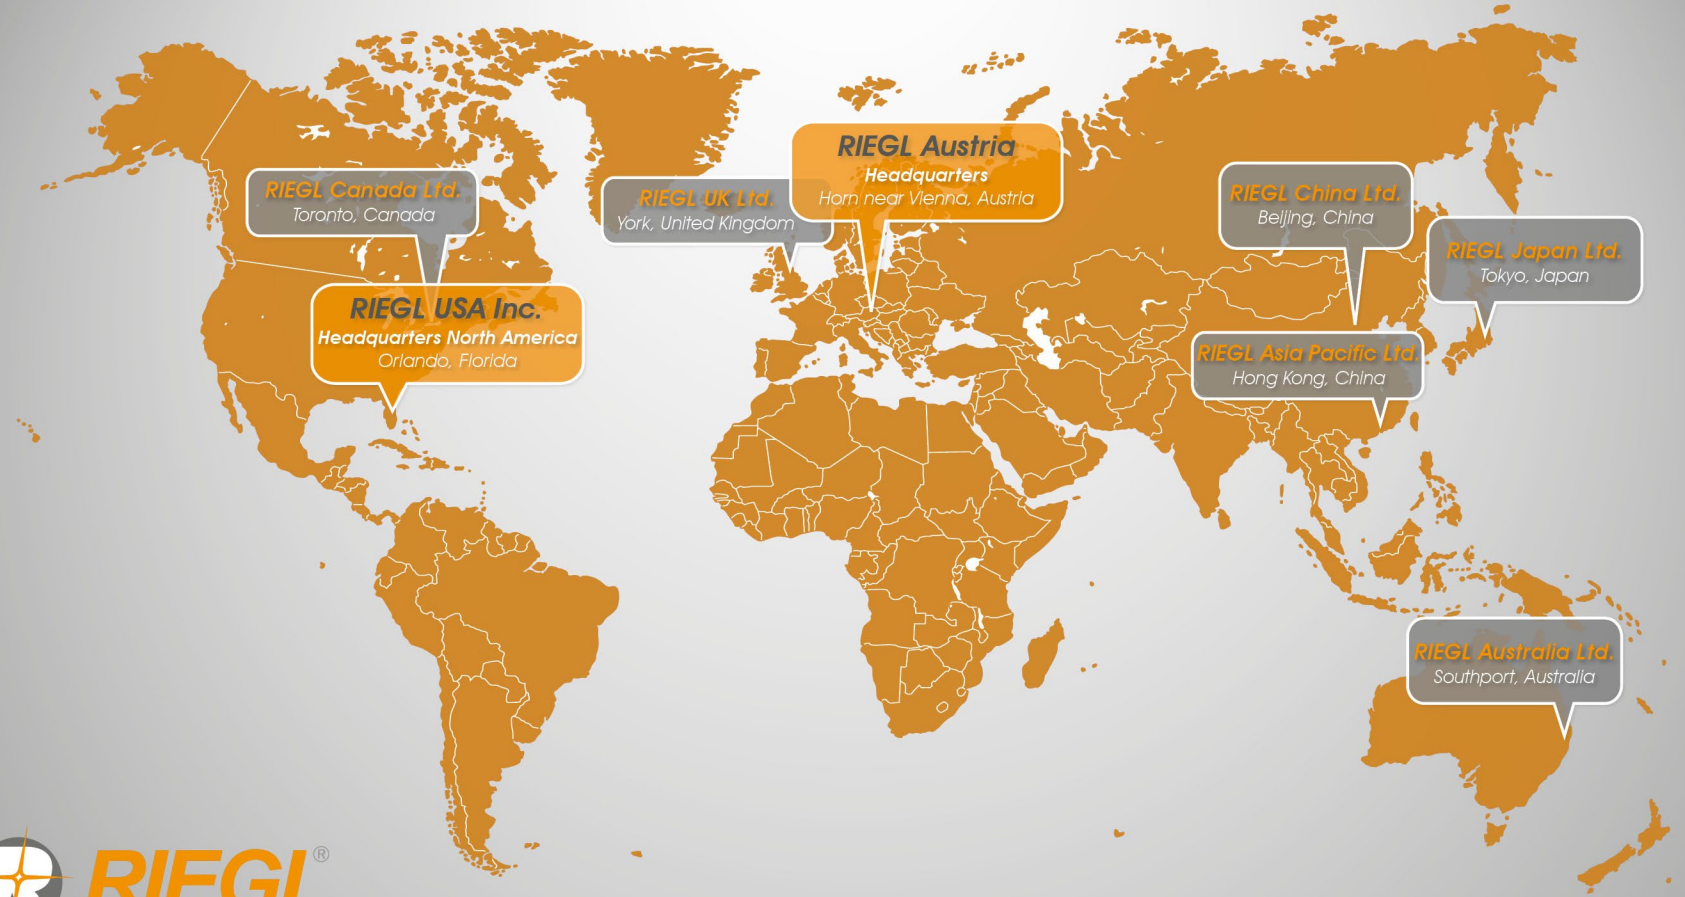 RIEGL Austria
Headquarters
Horn near Vienna, Austria
RIEGL Canada Ltd.
Toronto, Canada
RIEGL UK Ltd.
York, United Kingdom
RIEGL China Ltd.
Beijing, China
RIEGL Japan Ltd.
Tokyo, Japan
RIEGL USA Inc.
Headquarters North America
Orlando, Florida
RIEGL Asia Pacific Ltd.
Hong Kong, China
RIEGL Australia Ltd.
Southport, Australia
RIEGL®